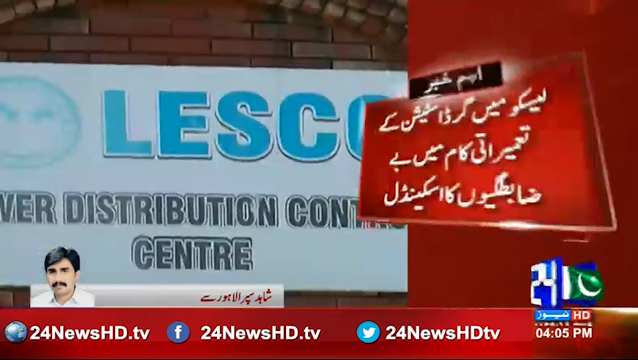 LESCO
WER DISTRIBUTION CONT
CENTRE
اہم خبر
لیسکو میں گرڈ اسٹیشن کے
تعمیراتی کام میں بے
ضابطگیوں کا اسکینڈل
شاہد سپرا لاہور سے
24
نیوز HD
04:05 PM
24NewsHD.tv
24NewsHD.tv
24NewsHDtv